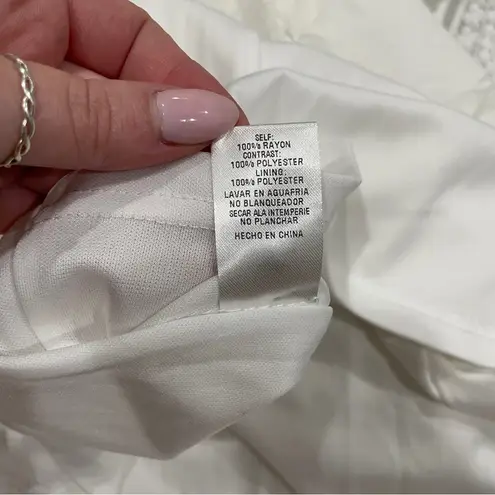 SELF:
100% RAYON
CONTRAST:
100% POLYESTER
LINING:
100% POLYESTER
LAVAR EN AGUAFRIA
NO BLANQUEADOR
SECAR ALA INTEMPERIE
NO PLANCHAR
HECHO EN CHINA